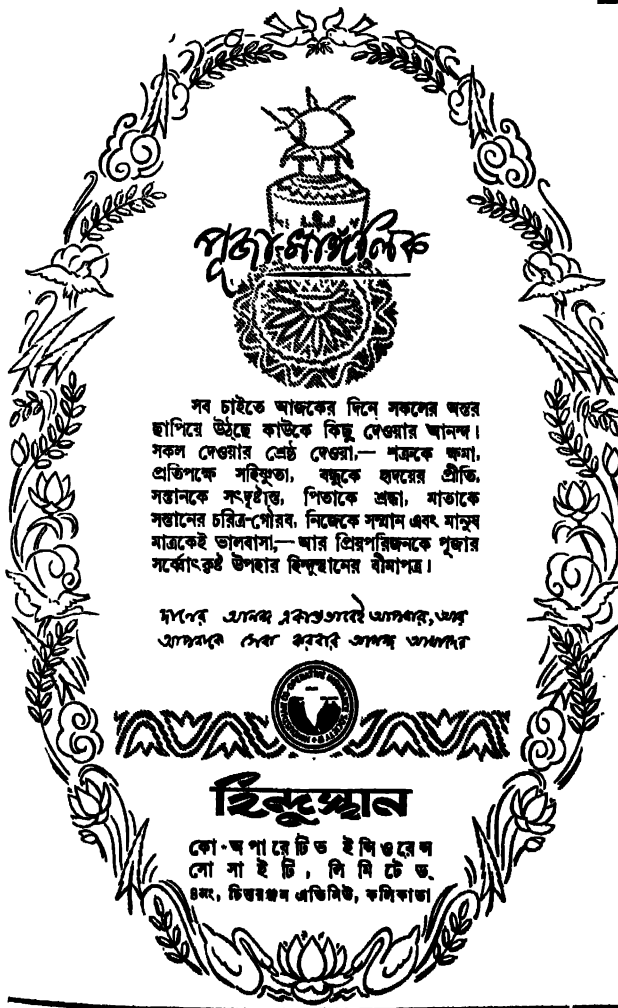 পূজা মাঙ্গলিক
সব চাইতে আজকের দিনে সকলের অন্তর
ছাপিয়ে উঠছে কাউকে কিছু দেওয়ার আনন্দ।
সকল দেওয়ার শ্রেষ্ঠ দেওয়া,— শত্রুকে ক্ষমা,
প্রতিপক্ষে সহিষ্ণুতা, বন্ধুকে হৃদয়ের প্রীতি,
সন্তানকে সৎদৃষ্টান্ত, পিতাকে শ্রদ্ধা, মাতাকে
সন্তানের চরিত্র-গৌরব, নিজেকে সম্মান এবং মানুষ
মাত্রকেই ভালবাসা,— আর প্রিয়পরিজনকে পূজার
সর্ব্বোৎকৃষ্ট উপহার হিন্দুস্থানের বীমাপত্র।
দানের আনন্দ একান্তভাবেই আপনার, আর
আপনাকে সেবা করবার আনন্দ আমাদের
হিন্দুস্থান
কো-অপারেটিভ ইন্সিওরেন্স
সোসাইটি, লিমিটেড্
৪নং, চিত্তরঞ্জন এভিনিউ, কলিকাতা